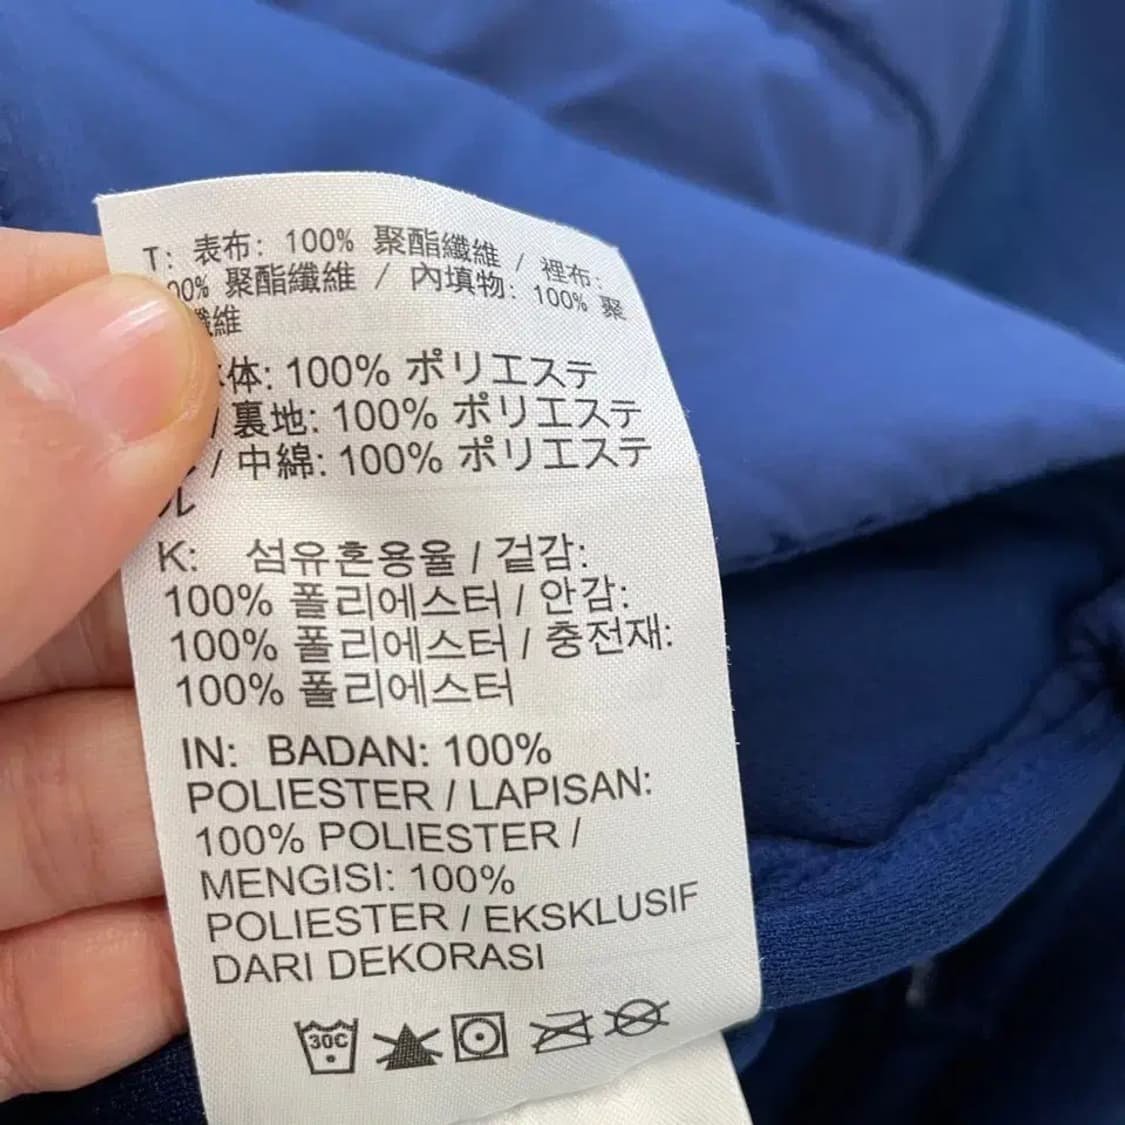 T: 表布: 100% 聚酯纖維 / 裡布:
00% 聚酯纖維 / 內填物: 100% 聚
纖維
体: 100% ポリエステ
/ 裏地: 100% ポリエステ
/ 中綿: 100% ポリエステ
ル
K: 섬유혼용율 / 겉감:
100% 폴리에스터 / 안감:
100% 폴리에스터 / 충전재:
100% 폴리에스터
IN: BADAN: 100%
POLIESTER / LAPISAN:
100% POLIESTER /
MENGISI: 100%
POLIESTER / EKSKLUSIF
DARI DEKORASI
30C